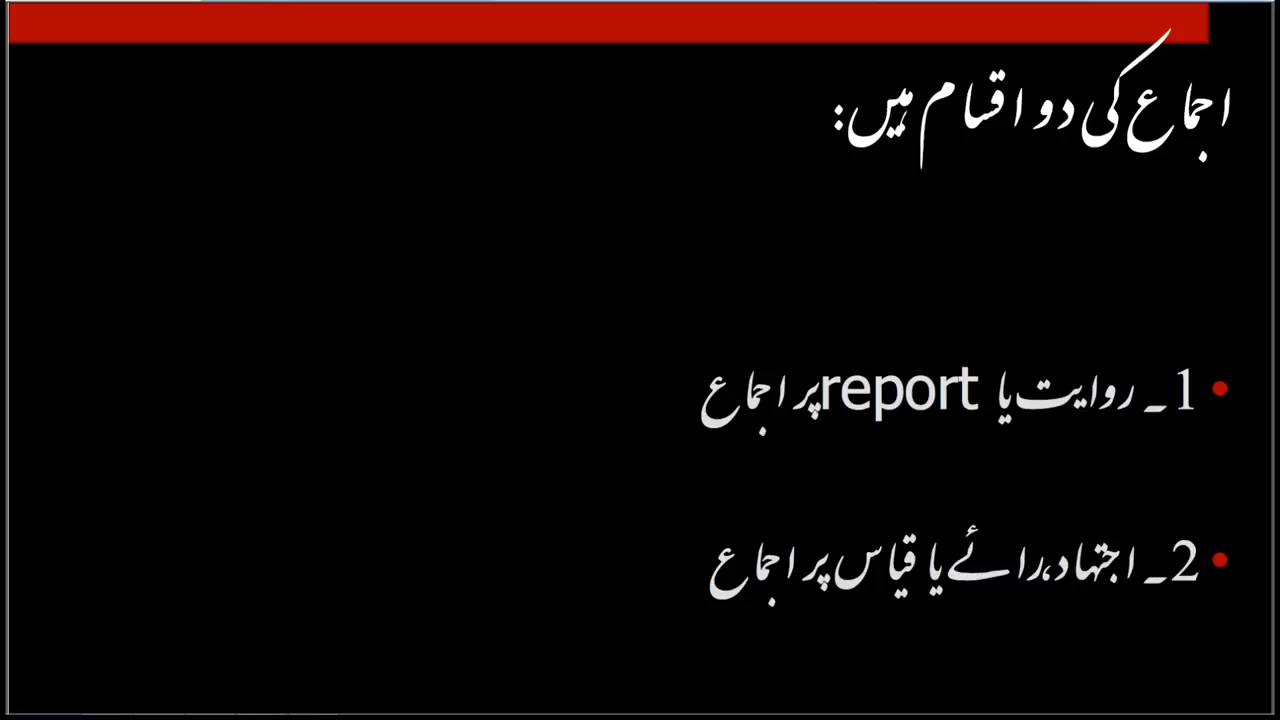 اجماع کی دو اقسام ہیں:
• 1۔ روایت یا report پر اجماع
• 2۔ اجتہاد، رائے یا قیاس پر اجماع